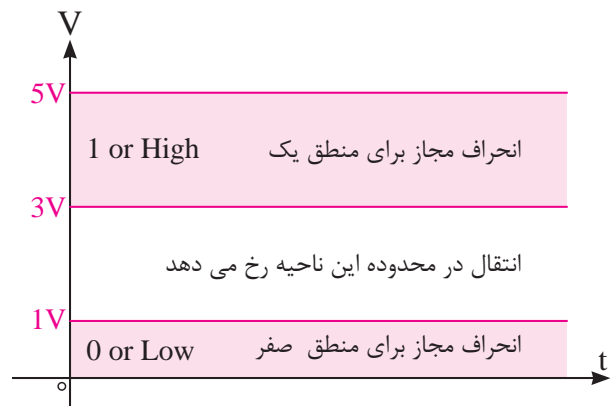 V
5V
1 or High انحراف مجاز برای منطق یک
3V
انتقال در محدوده این ناحیه رخ می دهد
1V
0 or Low انحراف مجاز برای منطق صفر
o
t